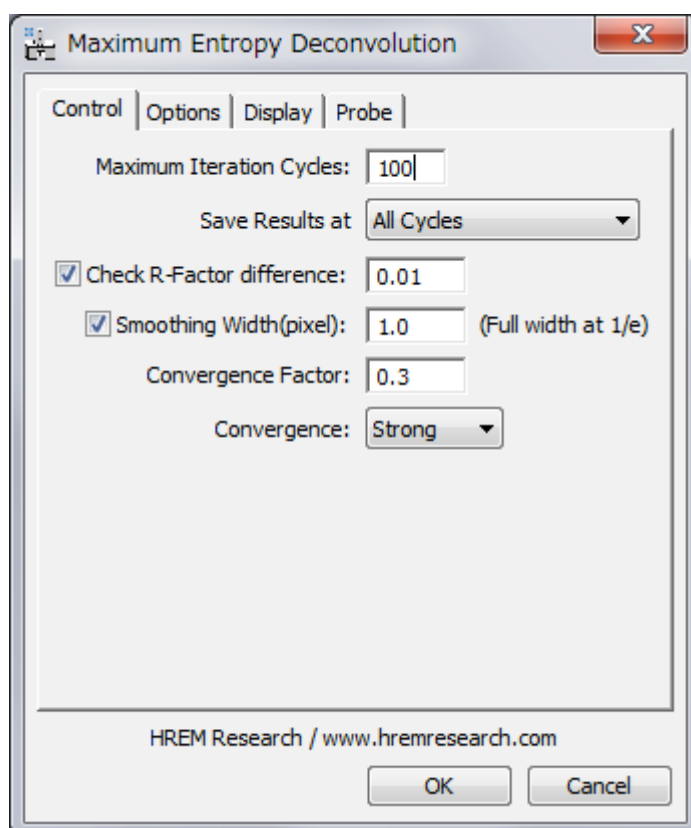 Maximum Entropy Deconvolution
Control Options Display Probe
Maximum Iteration Cycles: 100
Save Results at All Cycles
Check R-Factor difference: 0.01
Smoothing Width(pixel): 1.0 (Full width at 1/e)
Convergence Factor: 0.3
Convergence: Strong
HREM Research / www.hremresearch.com
OK Cancel